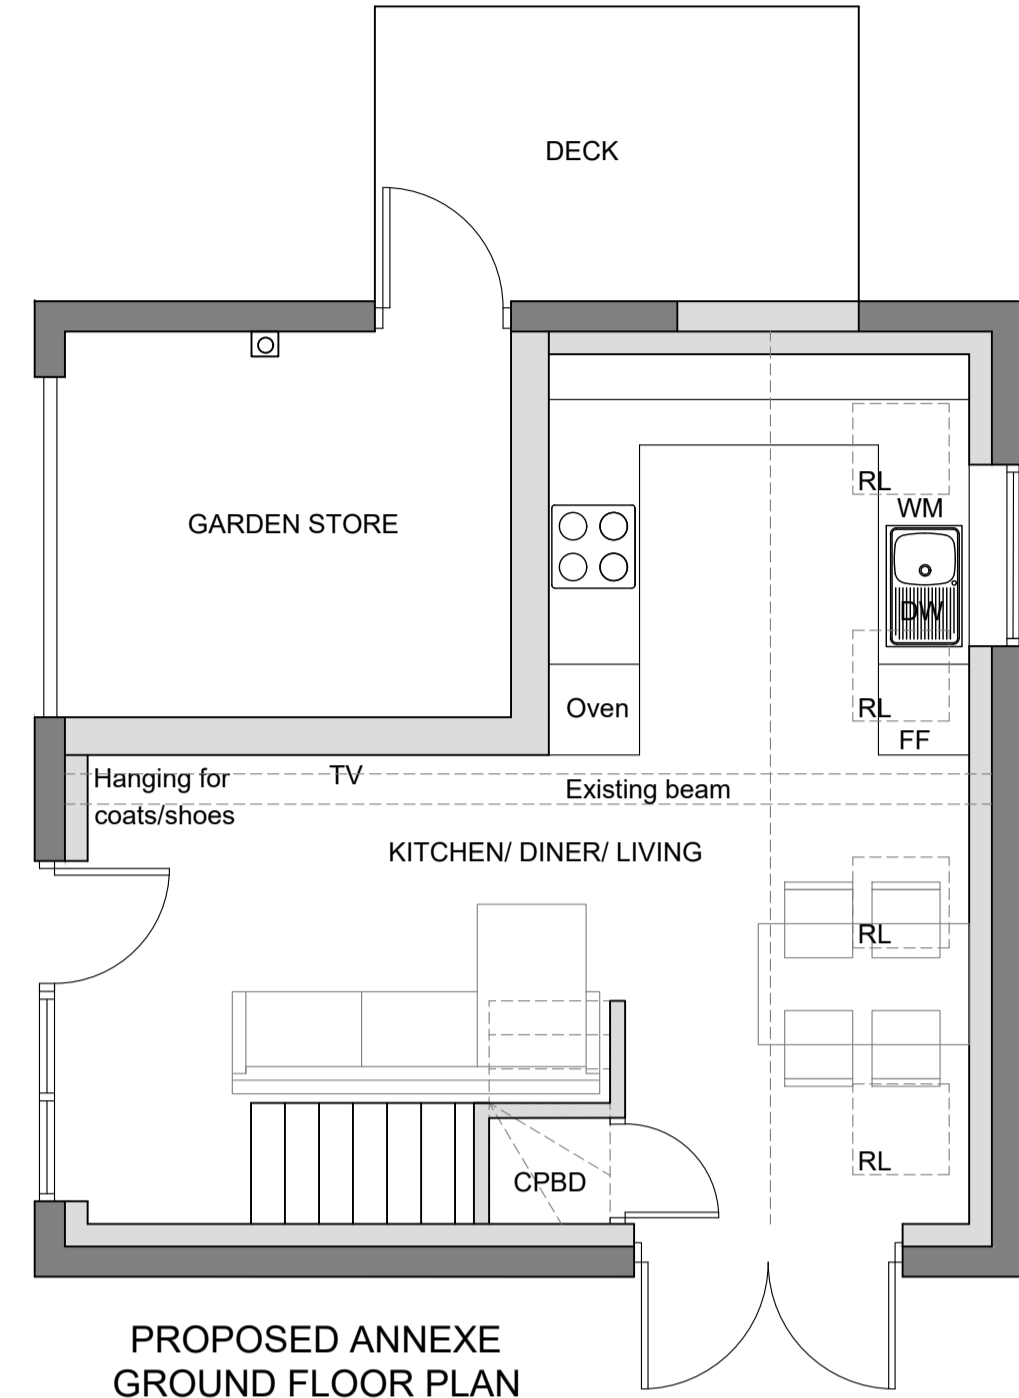 DECK
RL
WM
GARDEN STORE
DW
Oven
RL
FF
Hanging for
coats/shoes
TV
Existing beam
KITCHEN/ DINER/ LIVING
RL
RL
CPBD
PROPOSED ANNEXE
GROUND FLOOR PLAN